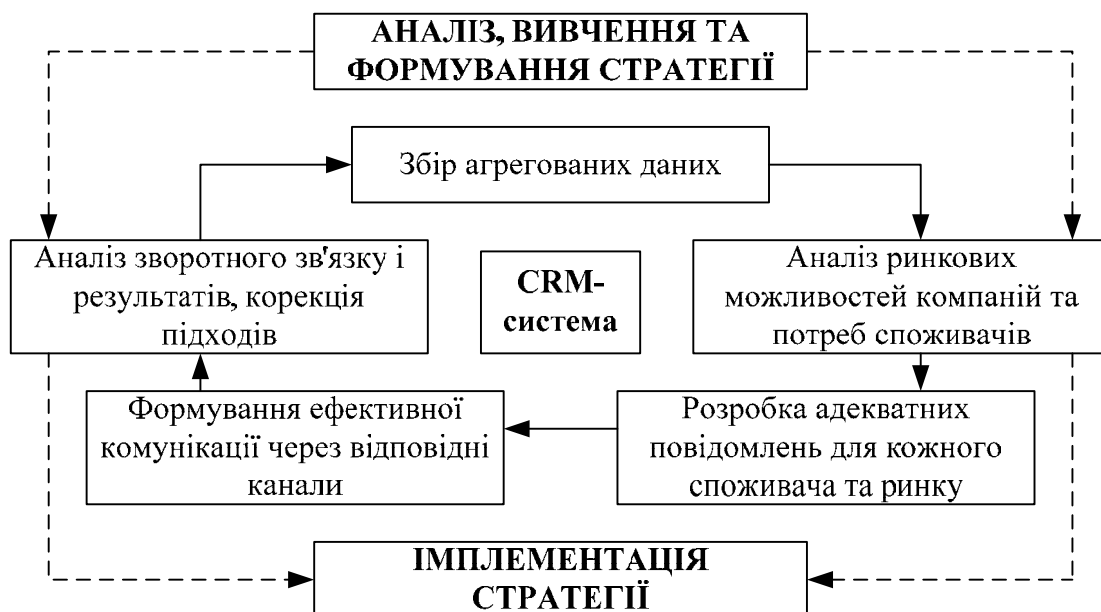 АНАЛІЗ, ВИВЧЕННЯ ТА
ФОРМУВАННЯ СТРАТЕГІЇ
Збір агрегованих даних
Аналіз зворотного зв'язку і
результатів, корекція
підходів
CRM-
система
Аналіз ринкових
можливостей компаній та
потреб споживачів
Формування ефективної
комунікації через відповідні
канали
Розробка адекватних
повідомлень для кожного
споживача та ринку
ІМПЛЕМЕНТАЦІЯ
СТРАТЕГІЇ